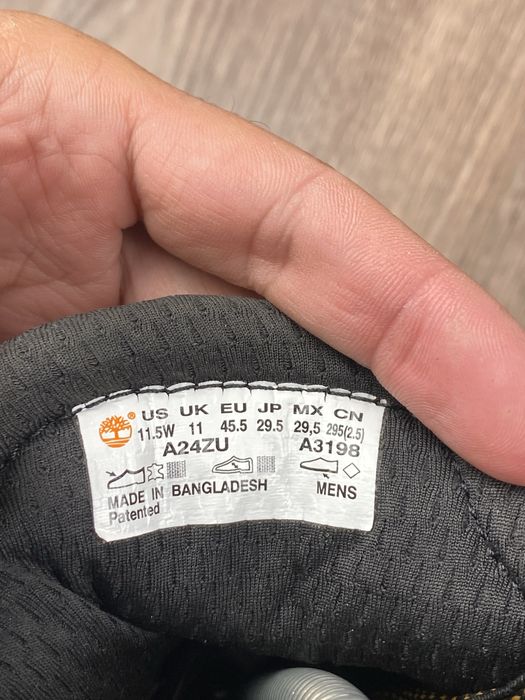 US UK EU JP MX CN
11.5W 11 45.5 29.5 29,5 295(2.5)
A24ZU A3198
MADE IN BANGLADESH MENS
Patented